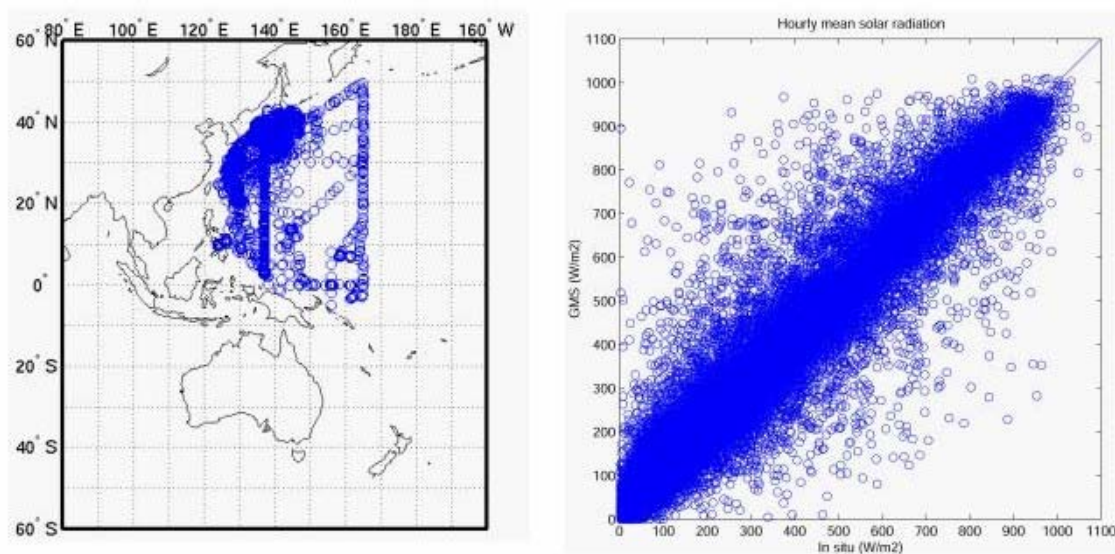 80° E 100° E 120° E 140° E 160° E 180° E 160° W
60° N
40° N
20° N
0°
20° S
40° S
60° S
Hourly mean solar radiation
1100
1000
900
800
700
600
500
400
300
200
100
0
GMS (W/m2)
0 100 200 300 400 500 600 700 800 900 1000 1100
In situ (W/m2)